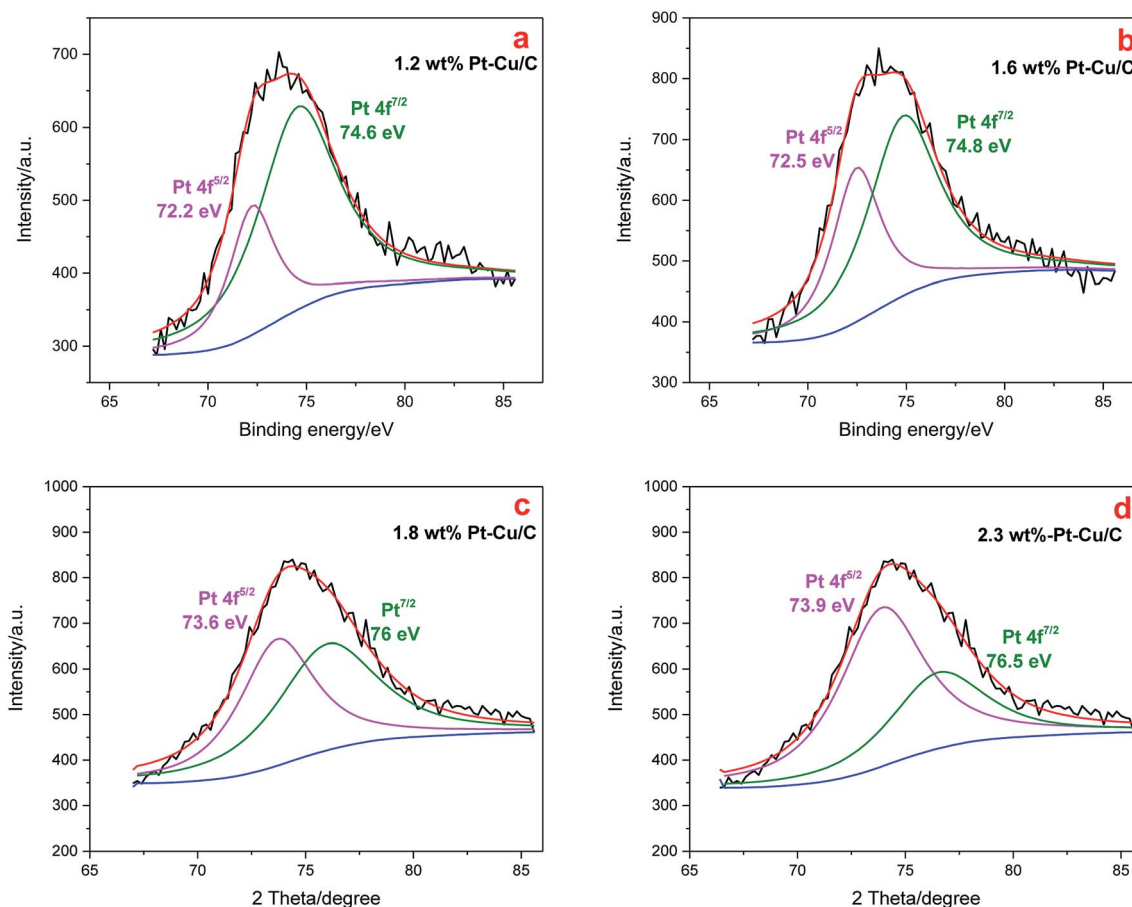 a
1.2 wt% Pt-Cu/C
Pt 4f7/2
74.6 eV
Pt 4f5/2
72.2 eV
700
600
500
400
300
65 70 75 80 85
Intensity/a.u.
Binding energy/eV
b
1.6 wt% Pt-Cu/C
Pt 4f7/2
74.8 eV
Pt 4f5/2
72.5 eV
900
800
700
600
500
400
300
65 70 75 80 85
Intensity/a.u.
Binding energy/eV
c
1.8 wt% Pt-Cu/C
Pt 4f5/2
73.6 eV
Pt7/2
76 eV
1000
900
800
700
600
500
400
300
200
65 70 75 80 85
Intensity/a.u.
2 Theta/degree
d
2.3 wt%-Pt-Cu/C
Pt 4f5/2
73.9 eV
Pt 4f7/2
76.5 eV
1000
900
800
700
600
500
400
300
200
65 70 75 80 85
Intensity/a.u.
2 Theta/degree